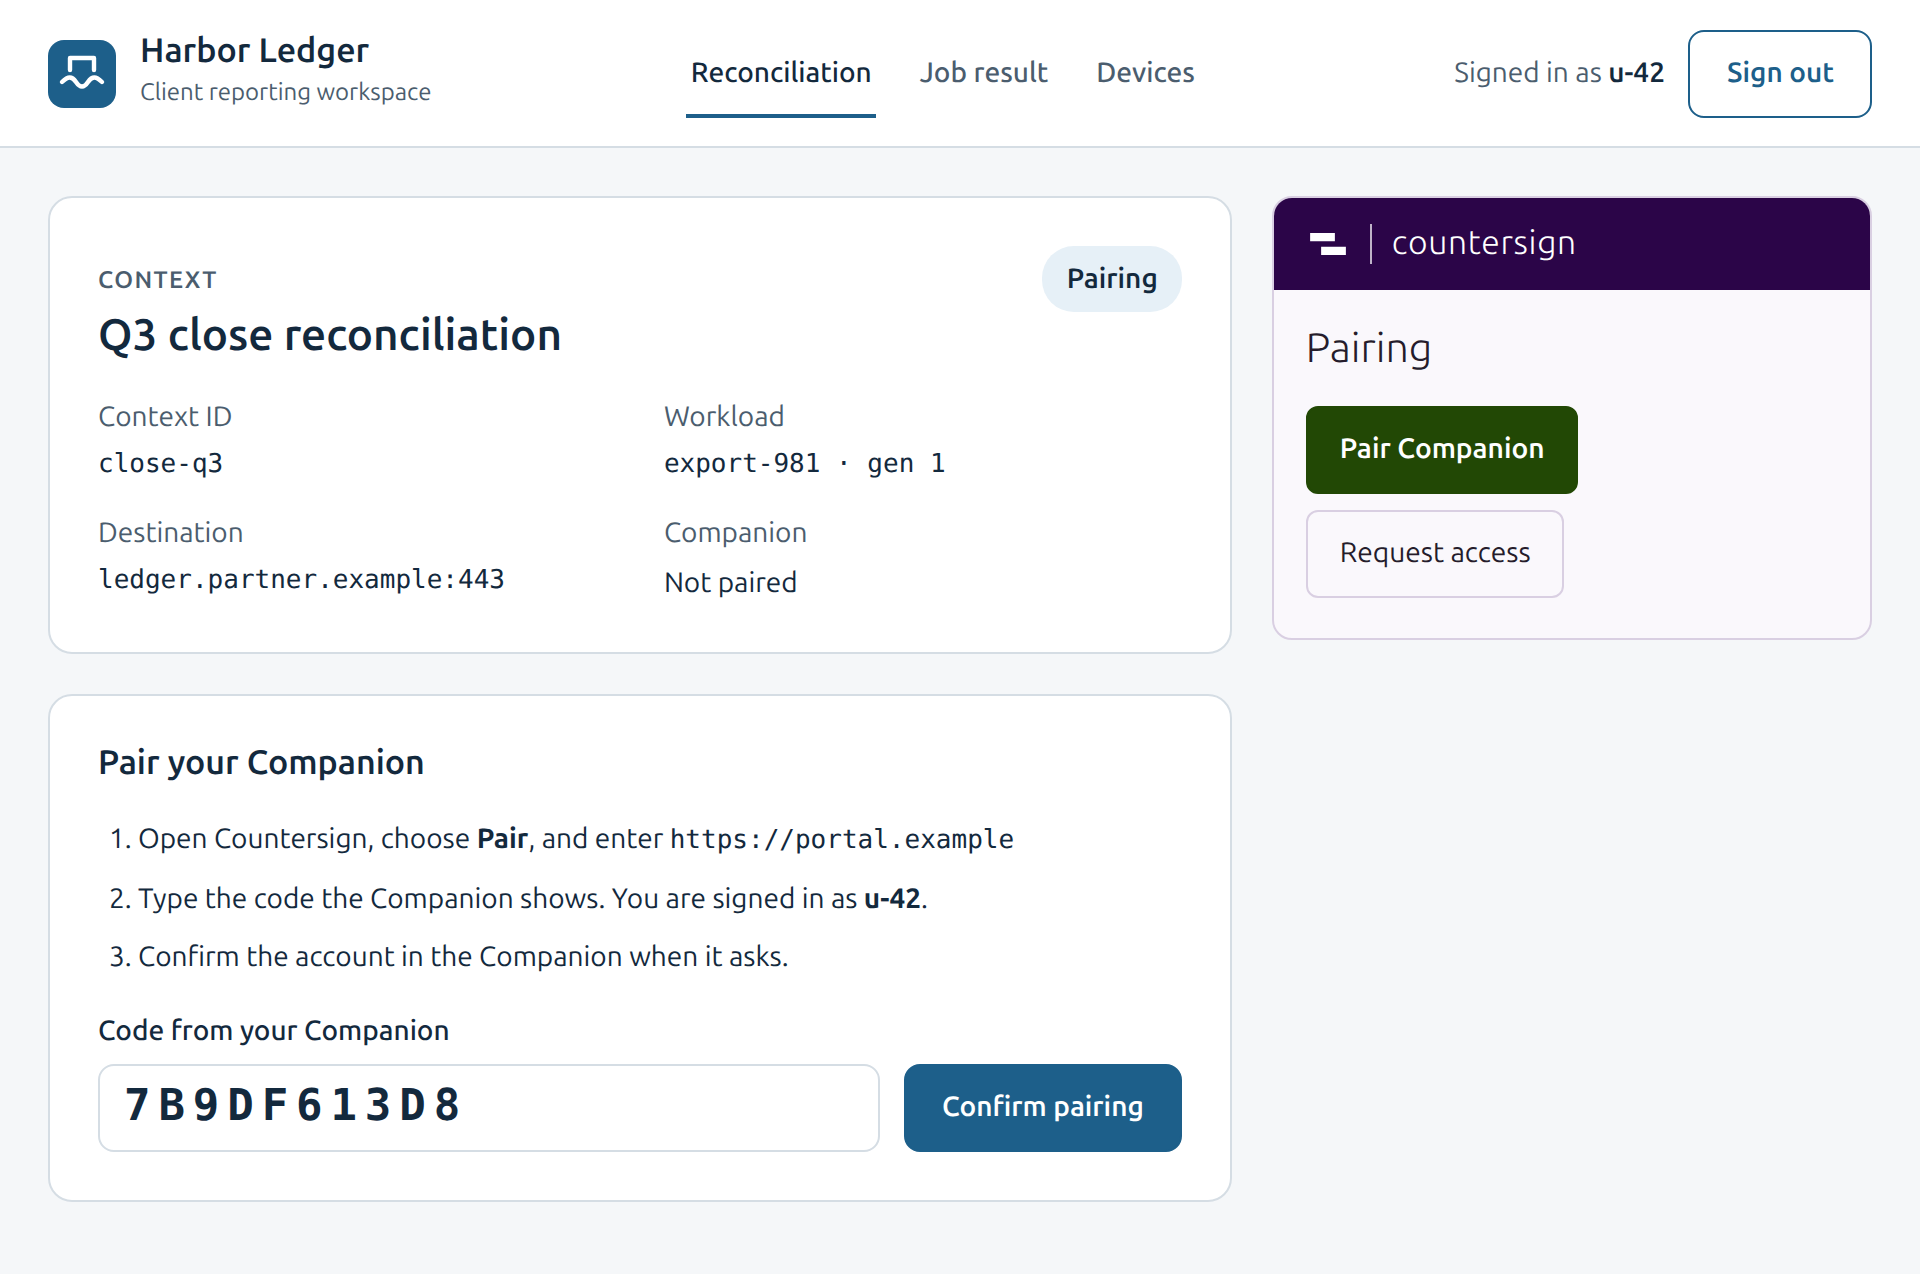 Harbor Ledger
Client reporting workspace
Reconciliation
Job result
Devices
Signed in as u-42
Sign out
CONTEXT
Pairing
Q3 close reconciliation
Context ID
close-q3
Workload
export-981 · gen 1
Destination
ledger.partner.example:443
Companion
Not paired
countersign
Pairing
Pair Companion
Request access
Pair your Companion
1. Open Countersign, choose Pair, and enter https://portal.example
2. Type the code the Companion shows. You are signed in as u-42.
3. Confirm the account in the Companion when it asks.
Code from your Companion
7B9DF613D8
Confirm pairing